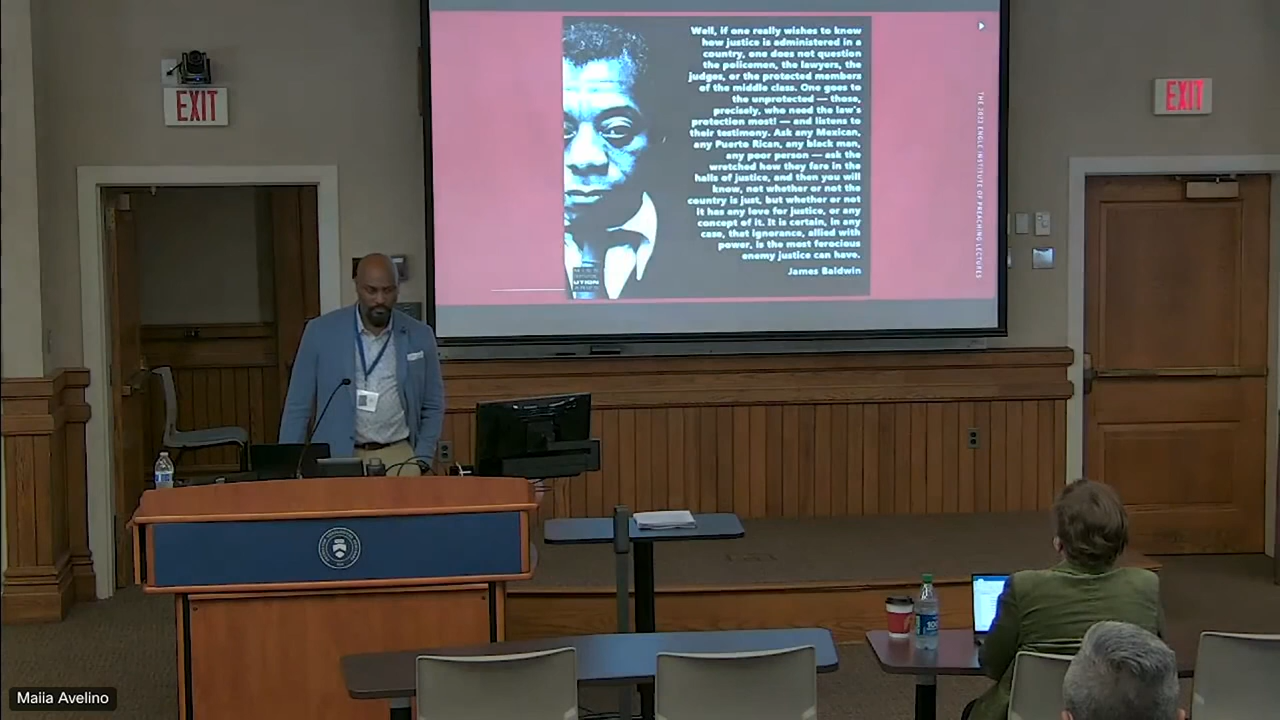 Well, if one really wishes to know
how justice is administered in a
country, one does not question
the policemen, the lawyers, the
judges, or the protected members
of the middle class. One goes to
the unprotected — those,
precisely, who need the law's
protection most! — and listens to
their testimony. Ask any Mexican,
any Puerto Rican, any black man,
any poor person — ask the
wretched how they fare in the
halls of justice, and then you will
know, not whether or not the
country is just, but whether or not
it has any love for justice, or any
concept of it. It is certain, in any
case, that ignorance, allied with
power, is the most ferocious
enemy justice can have.
James Baldwin
THE 2023 ENGLE INSTITUTE OF PREACHING LECTURES
EXIT
EXIT
Maiia Avelino